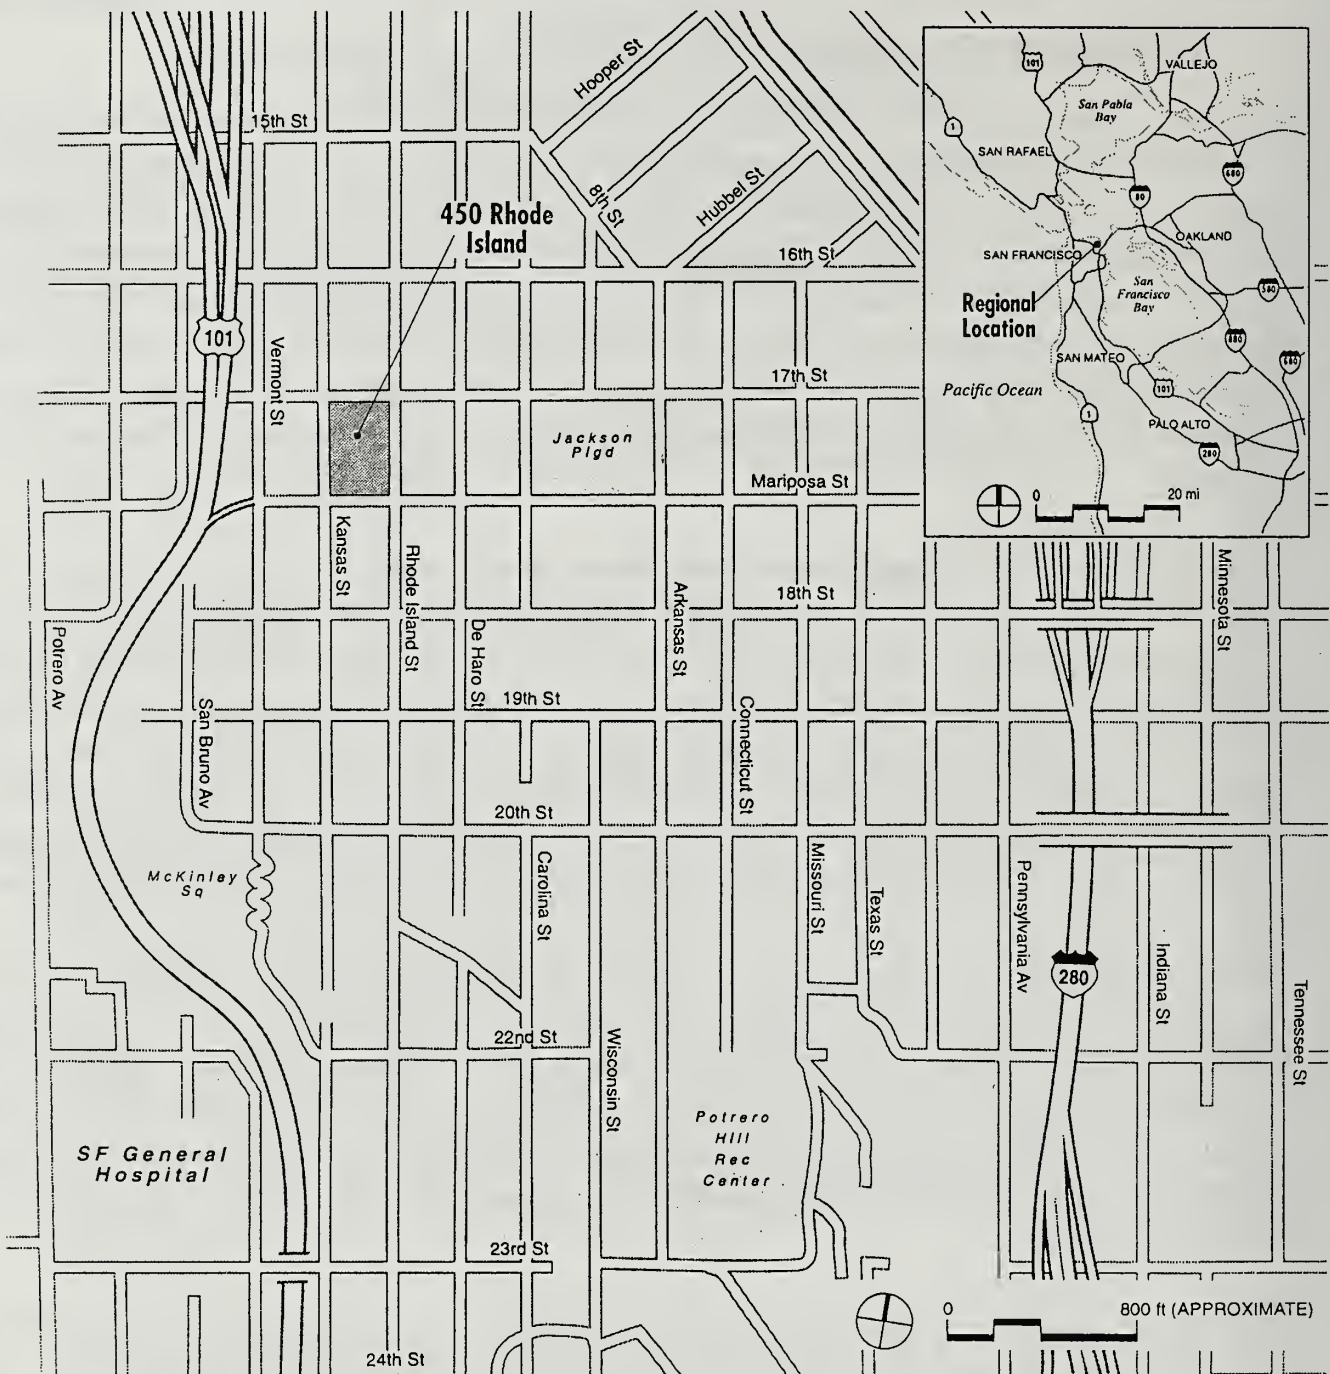 Hooper St
15th St
8th St
Hubbel St
450 Rhode
Island
16th St
101
Vermont St
17th St
Jackson
Plgd
Mariposa St
Kansas St
Rhode Island St
18th St
Arkansas St
Minnesota St
Potrero Av
De Haro St
19th St
San Bruno Av
Connecticut St
20th St
McKinley
Sq
Carolina St
Missouri St
Texas St
Pennsylvania Av
280
Indiana St
Tennessee St
22nd St
Wisconsin St
Potrero
Hill
Rec
Center
SF General
Hospital
23rd St
24th St
0 800 ft (APPROXIMATE)
101
VALLEJO
San Pabla
Bay
1
SAN RAFAEL
680
80
OAKLAND
SAN FRANCISCO
San
Francisco
Bay
580
Regional
Location
880
680
SAN MATEO
101
Pacific Ocean
1
PALO ALTO
280
0 20 mi